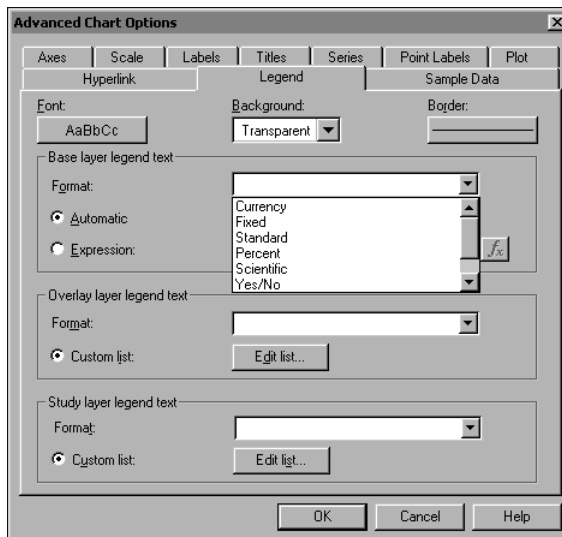 Advanced Chart Options
Axes Scale Labels Titles Series Point Labels Plot
Hyperlink Legend Sample Data
Font: Background: Border:
AaBbCc Transparent
Base layer legend text
Format:
Currency
Fixed
Standard
Percent
Scientific
Yes/No
Automatic
Expression: fx
Overlay layer legend text
Format:
Custom list: Edit list...
Study layer legend text
Format:
Custom list: Edit list...
OK Cancel Help